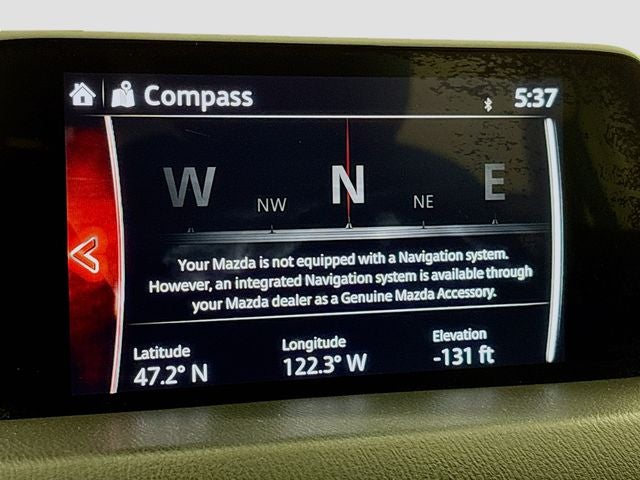 Compass
5:37
W NW N NE E
Your Mazda is not equipped with a Navigation system.
However, an integrated Navigation system is available through
your Mazda dealer as a Genuine Mazda Accessory.
Latitude Longitude Elevation
47.2° N 122.3° W -131 ft